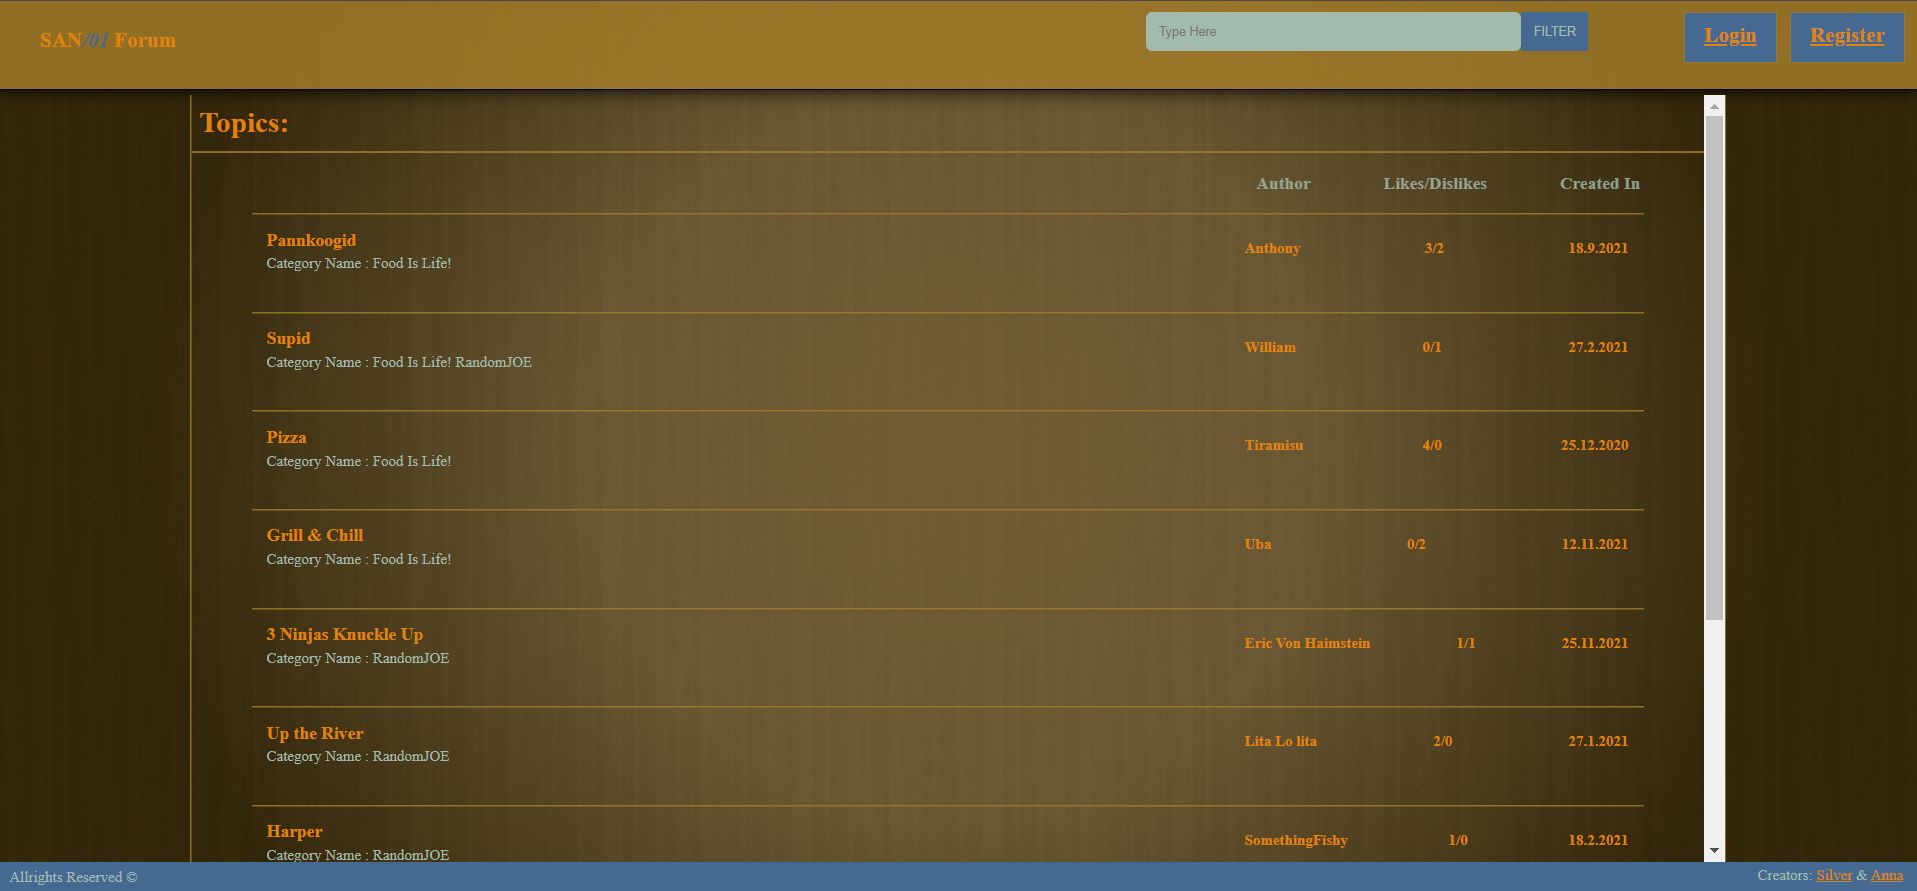 SAN/01 Forum
Type Here
FILTER
Login
Register
Topics:
Author Likes/Dislikes Created In
Pannkoogid
Category Name : Food Is Life!
Anthony 3/2 18.9.2021
Supid
Category Name : Food Is Life! RandomJOE
William 0/1 27.2.2021
Pizza
Category Name : Food Is Life!
Tiramisu 4/0 25.12.2020
Grill & Chill
Category Name : Food Is Life!
Uba 0/2 12.11.2021
3 Ninjas Knuckle Up
Category Name : RandomJOE
Eric Von Haimstein 1/1 25.11.2021
Up the River
Category Name : RandomJOE
Lita Lo lita 2/0 27.1.2021
Harper
Category Name : RandomJOE
SomethingFishy 1/0 18.2.2021
Allrights Reserved ©
Creators: Silver & Anna